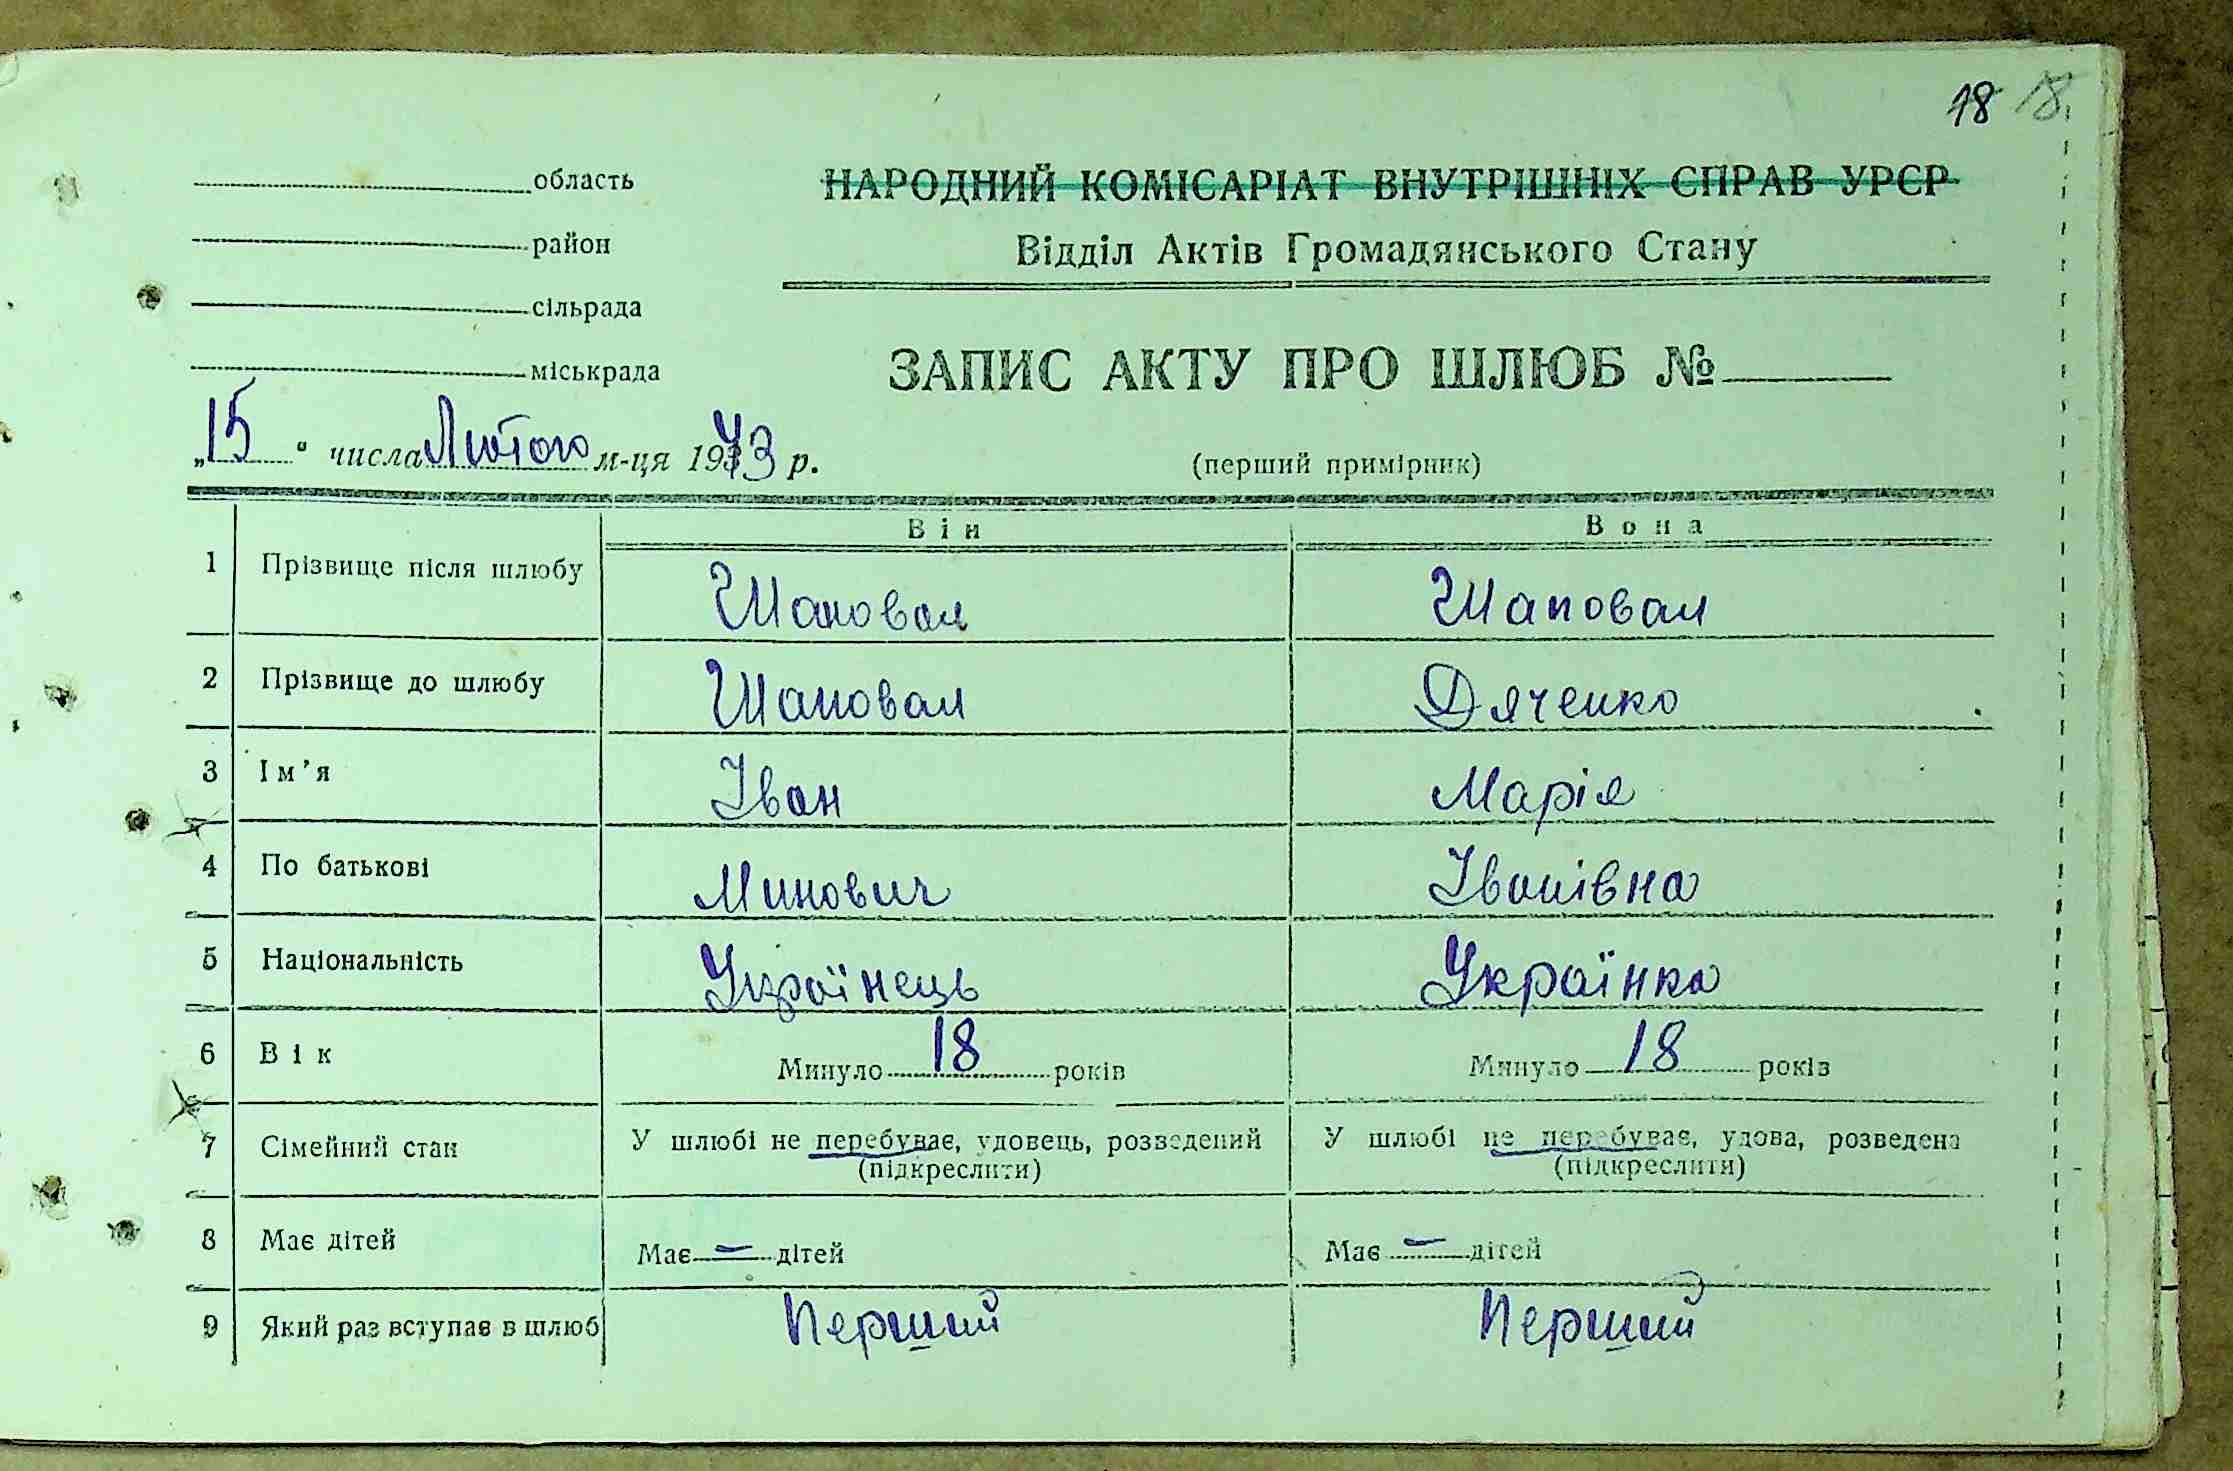 18 18
область
НАРОДНИЙ КОМІСАРІАТ ВНУТРІШНІХ СПРАВ УРСР
район
Відділ Актів Громадянського Стану
сільрада
міськрада
ЗАПИС АКТУ ПРО ШЛЮБ №
„15“ числа Лютого м-ця 1943 р.
(перший примірник)
Він Вона
1 Прізвище після шлюбу Шаповал Шаповал
2 Прізвище до шлюбу Шаповал Дяченко
3 Ім'я Іван Марія
4 По батькові Минович Іванівна
5 Національність Українець Українка
6 Вік Минуло 18 років Минуло 18 років
7 Сімейний стан У шлюбі не перебуває, удовець, розведений У шлюбі не перебуває, удова, розведена
(підкреслити) (підкреслити)
8 Має дітей Має — дітей Має — дітей
9 Який раз вступає в шлюб Перший Перший